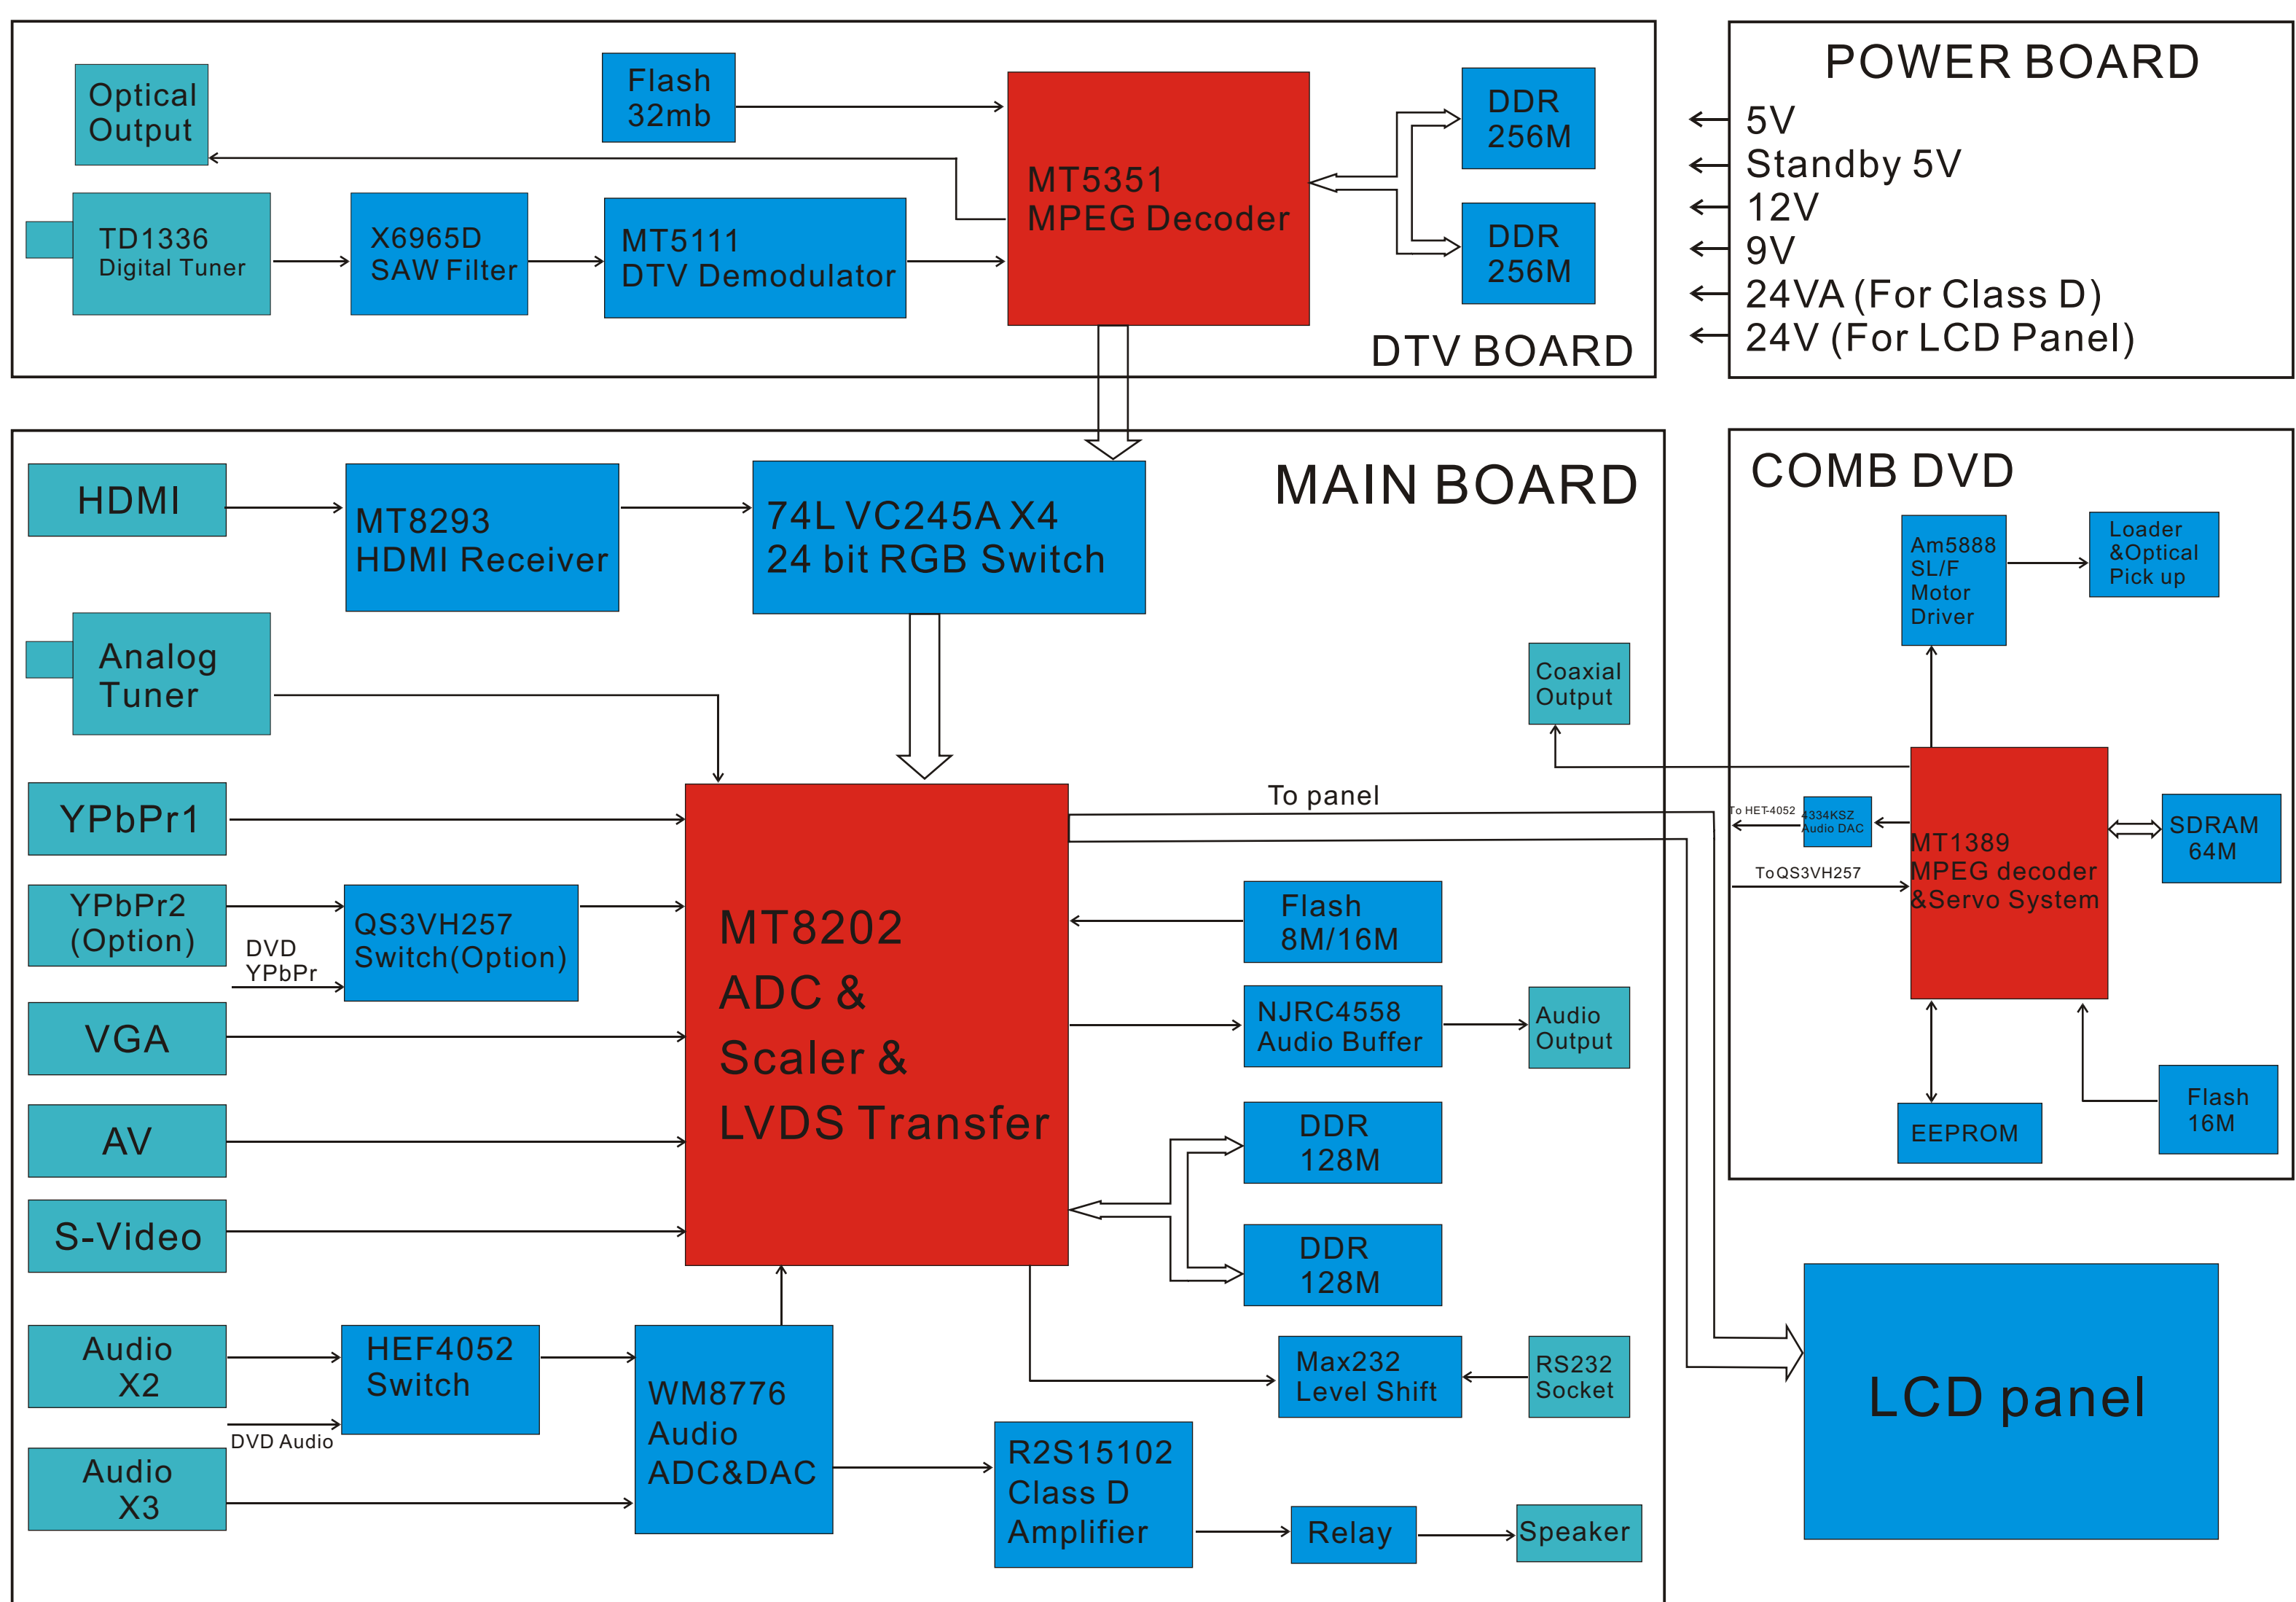 Optical
Output
Flash
32mb
MT5351
MPEG Decoder
DDR
256M
DDR
256M
TD1336
Digital Tuner
X6965D
SAW Filter
MT5111
DTV Demodulator
DTV BOARD
POWER BOARD
5V
Standby 5V
12V
9V
24VA (For Class D)
24V (For LCD Panel)
MAIN BOARD
HDMI
MT8293
HDMI Receiver
74L VC245A X4
24 bit RGB Switch
Analog
Tuner
Coaxial
Output
To panel
YPbPr1
YPbPr2
(Option)
DVD
YPbPr
QS3VH257
Switch(Option)
VGA
AV
S-Video
MT8202
ADC &
Scaler &
LVDS Transfer
Flash
8M/16M
NJRC4558
Audio Buffer
Audio
Output
DDR
128M
DDR
128M
Audio
X2
DVD Audio
Audio
X3
HEF4052
Switch
WM8776
Audio
ADC&DAC
Max232
Level Shift
RS232
Socket
R2S15102
Class D
Amplifier
Relay
Speaker
COMB DVD
Am5888
SL/F
Motor
Driver
Loader
&Optical
Pick up
To HET-4052
4334KSZ
Audio DAC
ToQS3VH257
MT1389
MPEG decoder
&Servo System
SDRAM
64M
EEPROM
Flash
16M
LCD panel